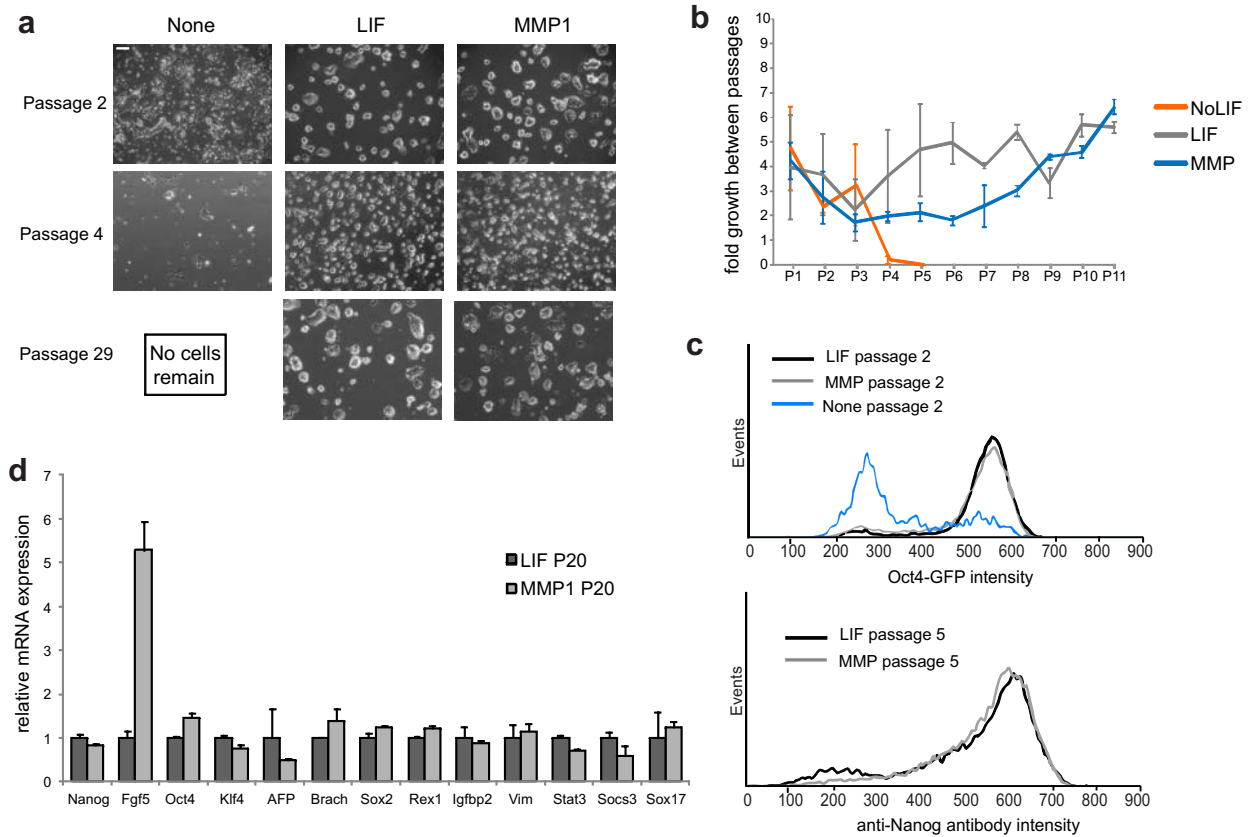 a
None LIF MMP1
Passage 2
Passage 4
Passage 29
No cells
remain
b
fold growth between passages
10
9
8
7
6
5
4
3
2
1
0
P1 P2 P3 P4 P5 P6 P7 P8 P9 P10 P11
NoLIF
LIF
MMP
c
LIF passage 2
MMP passage 2
None passage 2
Events
0 100 200 300 400 500 600 700 800 900
Oct4-GFP intensity
LIF passage 5
MMP passage 5
Events
0 100 200 300 400 500 600 700 800 900
anti-Nanog antibody intensity
d
relative mRNA expression
7
6
5
4
3
2
1
0
LIF P20
MMP1 P20
Nanog Fgf5 Oct4 Klf4 AFP Brach Sox2 Rex1 Igfbp2 Vim Stat3 Socs3 Sox17